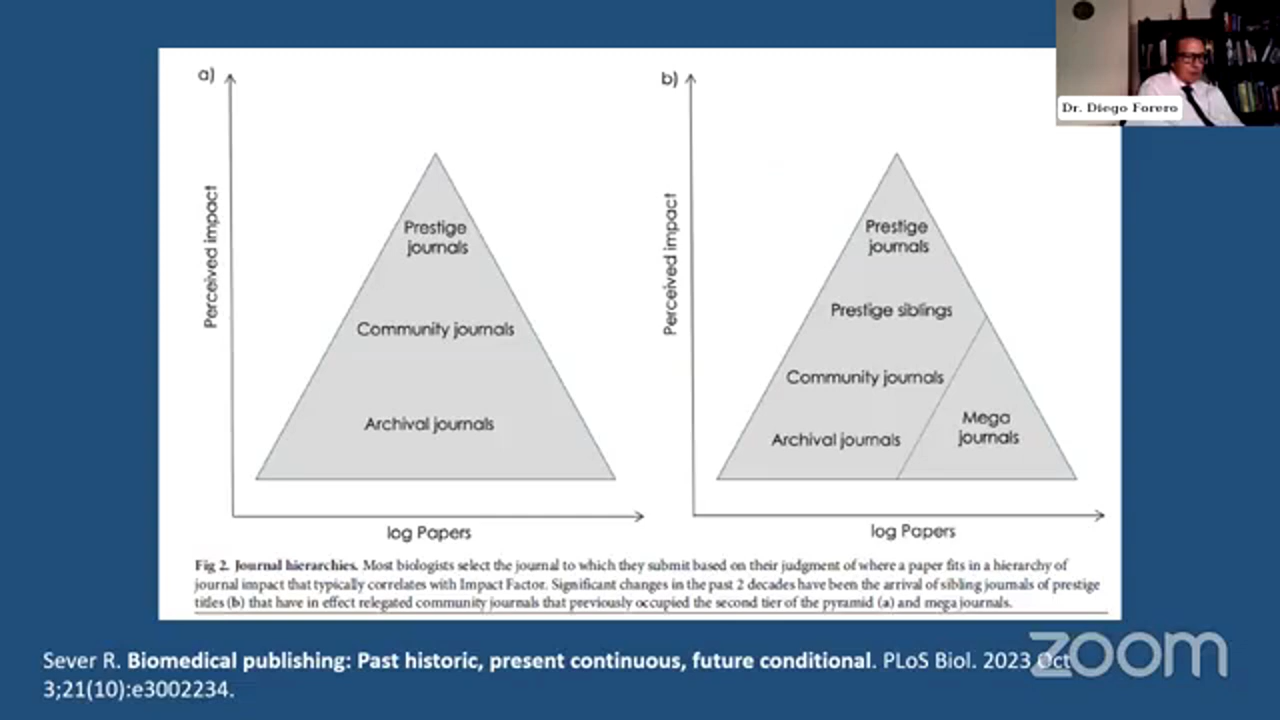 Dr. Diego Forero
a)
Perceived impact
Prestige
journals
Community journals
Archival journals
log Papers
b)
Perceived impact
Prestige
journals
Prestige siblings
Community journals
Archival journals
Mega
journals
log Papers
Fig 2. Journal hierarchies. Most biologists select the journal to which they submit based on their judgment of where a paper fits in a hierarchy of
journal impact that typically correlates with Impact Factor. Significant changes in the past 2 decades have been the arrival of sibling journals of prestige
titles (b) that have in effect relegated community journals that previously occupied the second tier of the pyramid (a) and mega journals.
Sever R. Biomedical publishing: Past historic, present continuous, future conditional. PLoS Biol. 2023 Oct
3;21(10):e3002234.
zoom